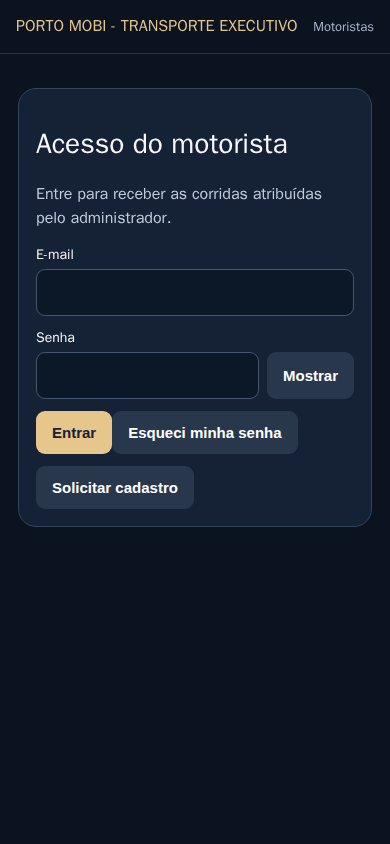 PORTO MOBI - TRANSPORTE EXECUTIVO Motoristas
Acesso do motorista
Entre para receber as corridas atribuídas
pelo administrador.
E-mail
Senha
Mostrar
Entrar Esqueci minha senha
Solicitar cadastro